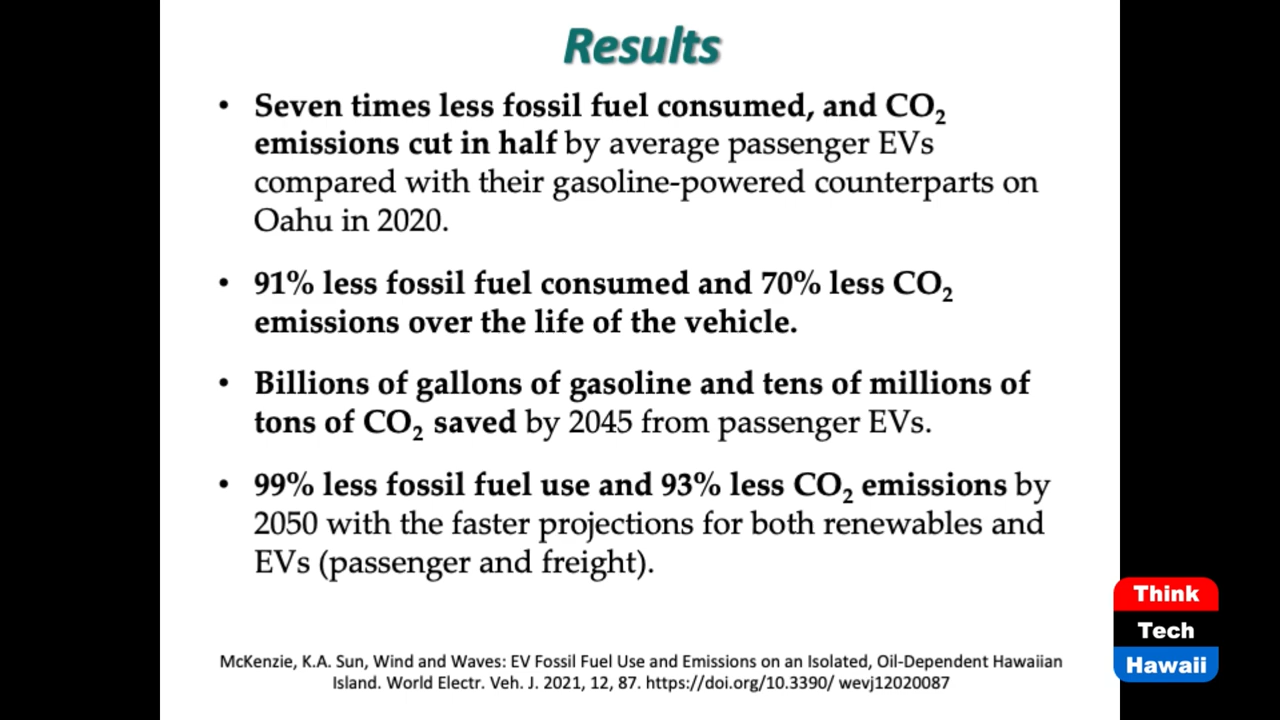 Results
• Seven times less fossil fuel consumed, and CO₂
emissions cut in half by average passenger EVs
compared with their gasoline-powered counterparts on
Oahu in 2020.
• 91% less fossil fuel consumed and 70% less CO₂
emissions over the life of the vehicle.
• Billions of gallons of gasoline and tens of millions of
tons of CO₂ saved by 2045 from passenger EVs.
• 99% less fossil fuel use and 93% less CO₂ emissions by
2050 with the faster projections for both renewables and
EVs (passenger and freight).
McKenzie, K.A. Sun, Wind and Waves: EV Fossil Fuel Use and Emissions on an Isolated, Oil-Dependent Hawaiian
Island. World Electr. Veh. J. 2021, 12, 87. https://doi.org/10.3390/ wevj12020087
Think
Tech
Hawaii